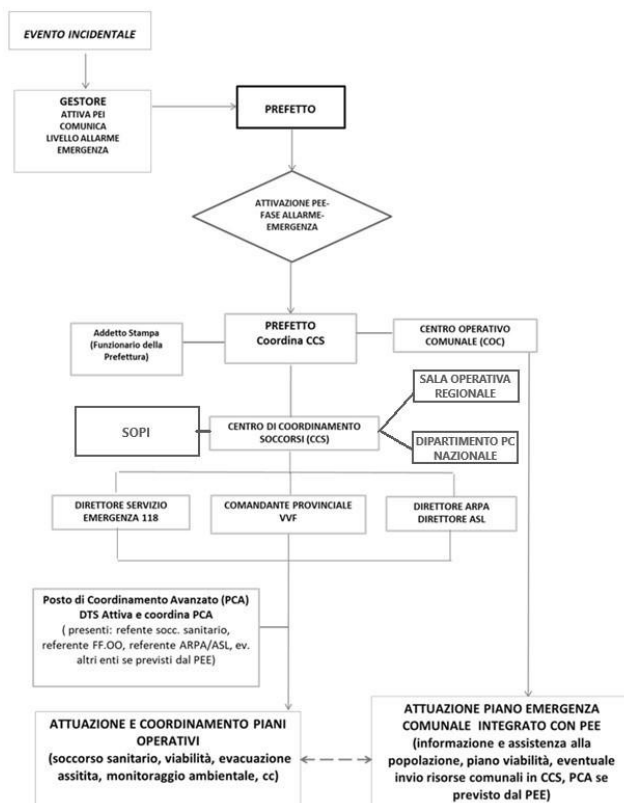 EVENTO INCIDENTALE
GESTORE
ATTIVA PEI
COMUNICA
LIVELLO ALLARME
EMERGENZA
PREFETTO
ATTIVAZIONE PEE-
FASE ALLARME-
EMERGENZA
Addetto Stampa
(Funzionario della
Prefettura)
PREFETTO
Coordina CCS
CENTRO OPERATIVO
COMUNALE (COC)
SALA OPERATIVA
REGIONALE
SOPI
CENTRO DI COORDINAMENTO
SOCCORSI (CCS)
DIPARTIMENTO PC
NAZIONALE
DIRETTORE SERVIZIO
EMERGENZA 118
COMANDANTE PROVINCIALE
VVF
DIRETTORE ARPA
DIRETTORE ASL
Posto di Coordinamento Avanzato (PCA)
DTS Attiva e coordina PCA
( presenti: refente socc. sanitario,
referente FF.OO, referente ARPA/ASL, ev.
altri enti se previsti dal PEE)
ATTUAZIONE E COORDINAMENTO PIANI
OPERATIVI
(soccorso sanitario, viabilità, evacuazione
assitita, monitoraggio ambientale, cc)
ATTUAZIONE PIANO EMERGENZA
COMUNALE INTEGRATO CON PEE
(informazione e assistenza alla
popolazione, piano viabilità, eventuale
invio risorse comunali in CCS, PCA se
previsto dal PEE)